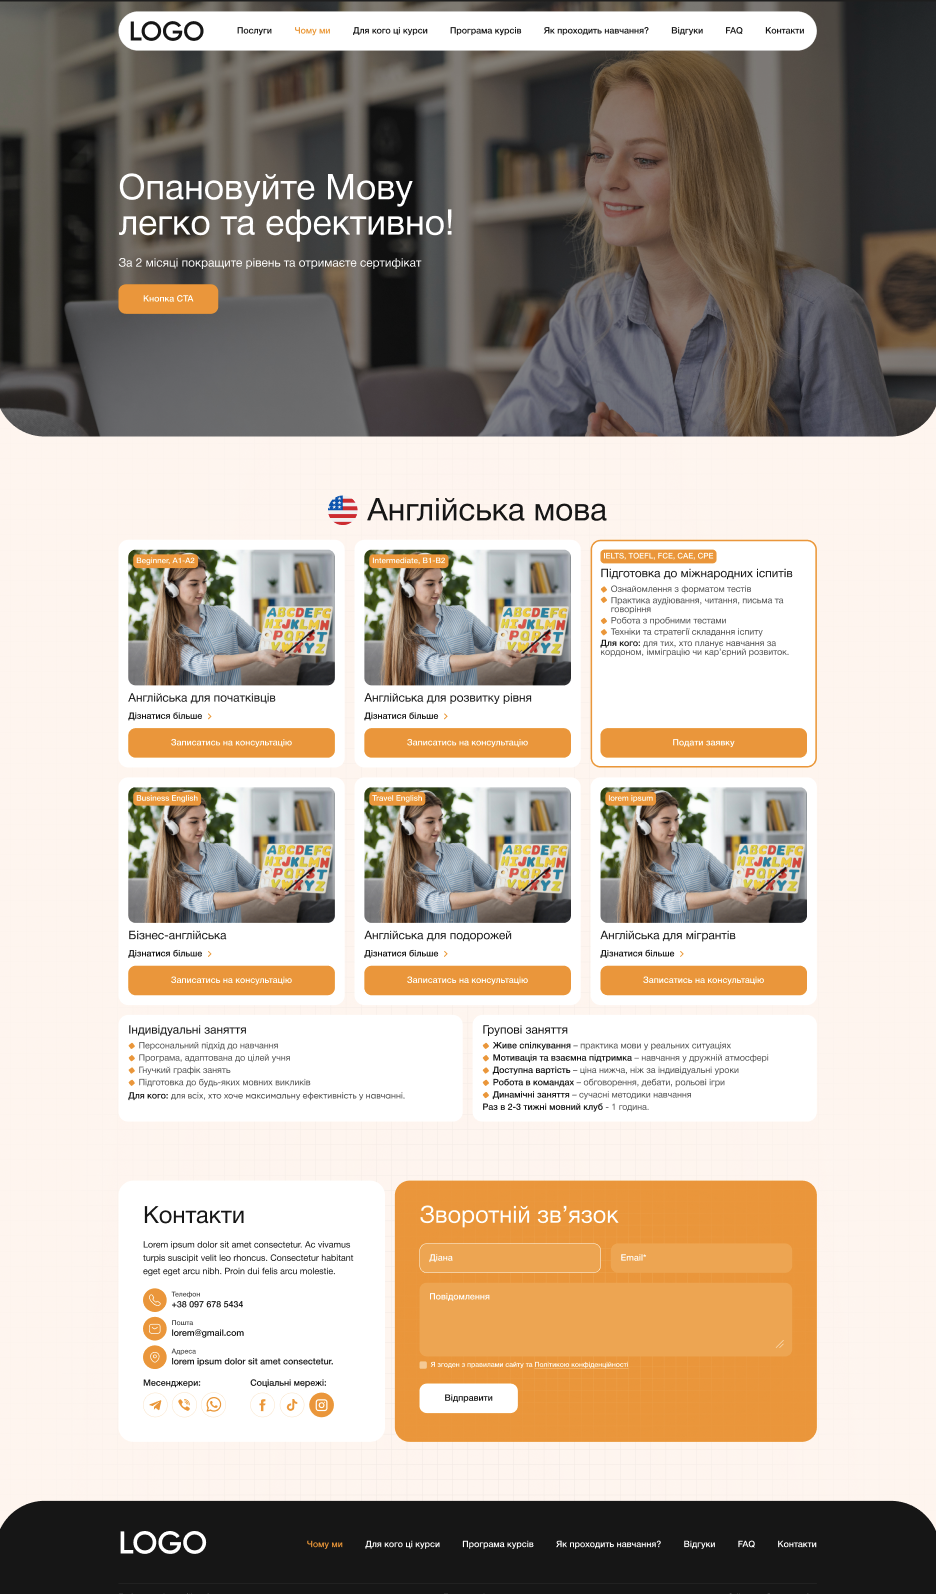 LOGO
Послуги
Чому ми
Для кого ці курси
Програма курсів
Як проходить навчання?
Відгуки
FAQ
Контакти
Опановуйте Мову
легко та ефективно!
За 2 місяці покращите рівень та отримаєте сертифікат
Кнопка СТА
Англійська мова
Beginner, A1-A2
Англійська для початківців
Дізнатися більше
Записатись на консультацію
Intermediate, B1-B2
Англійська для розвитку рівня
Дізнатися більше
Записатись на консультацію
IELTS, TOEFL, FCE, CAE, CPE
Підготовка до міжнародних іспитів
Ознайомлення з форматом тестів
Практика аудіювання, читання, письма та
говоріння
Робота з пробними тестами
Техніки та стратегії складання іспиту
Для кого: для тих, хто планує навчання за
кордоном, імміграцію чи кар’єрний розвиток.
Подати заявку
Business English
Бізнес-англійська
Дізнатися більше
Записатись на консультацію
Travel English
Англійська для подорожей
Дізнатися більше
Записатись на консультацію
lorem ipsum
Англійська для мігрантів
Дізнатися більше
Записатись на консультацію
Індивідуальні заняття
Персональний підхід до навчання
Програма, адаптована до цілей учня
Гнучкий графік занять
Підготовка до будь-яких мовних викликів
Для кого: для всіх, хто хоче максимальну ефективність у навчанні.
Групові заняття
Живе спілкування – практика мови у реальних ситуаціях
Мотивація та взаємна підтримка – навчання у дружній атмосфері
Доступна вартість – ціна нижча, ніж за індивідуальні уроки
Робота в командах – обговорення, дебати, рольові ігри
Динамічні заняття – сучасні методики навчання
Раз в 2-3 тижні мовний клуб - 1 година.
Контакти
Lorem ipsum dolor sit amet consectetur. Ac vivamus
turpis suscipit velit leo rhoncus. Consectetur habitant
eget eget arcu nibh. Proin dui felis arcu molestie.
Телефон
+38 097 678 5434
Пошта
lorem@gmail.com
Адреса
lorem ipsum dolor sit amet consectetur.
Месенджери:
Соціальні мережі:
Зворотній зв’язок
Діана
Email*
Повідомлення
Я згоден з правилами сайту та Політикою конфіденційності
Відправити
LOGO
Чому ми
Для кого ці курси
Програма курсів
Як проходить навчання?
Відгуки
FAQ
Контакти